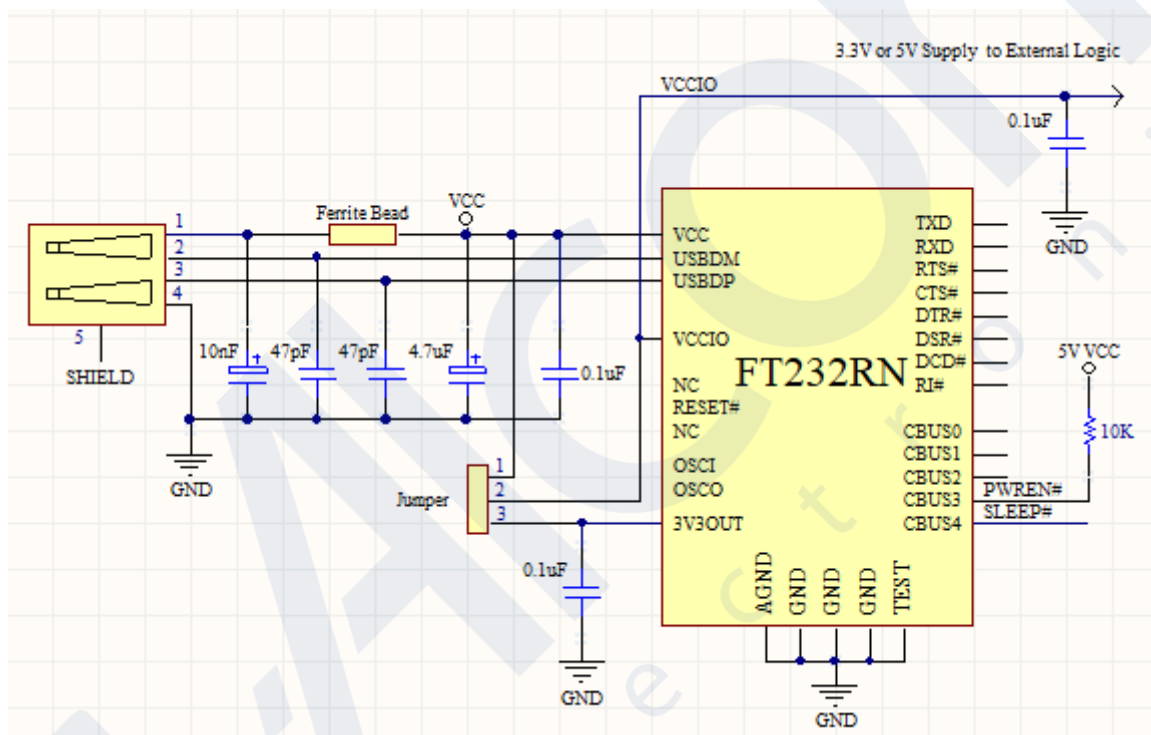 3.3V or 5V Supply to External Logic
VCCIO
0.1uF
GND
VCC
Ferrite Bead
1
2
3
4
5
SHIELD
10nF
47pF
47pF
4.7uF
0.1uF
GND
VCC
USBDM
USBDP
VCCIO
NC
RESET#
NC
OSCI
OSCO
3V3OUT
FT232RN
TXD
RXD
RTS#
CTS#
DTR#
DSR#
DCD#
RI#
CBUS0
CBUS1
CBUS2
CBUS3
CBUS4
PWREN#
SLEEP#
5V VCC
10K
Jumper
1
2
3
0.1uF
GND
AGND
GND
GND
GND
TEST
GND